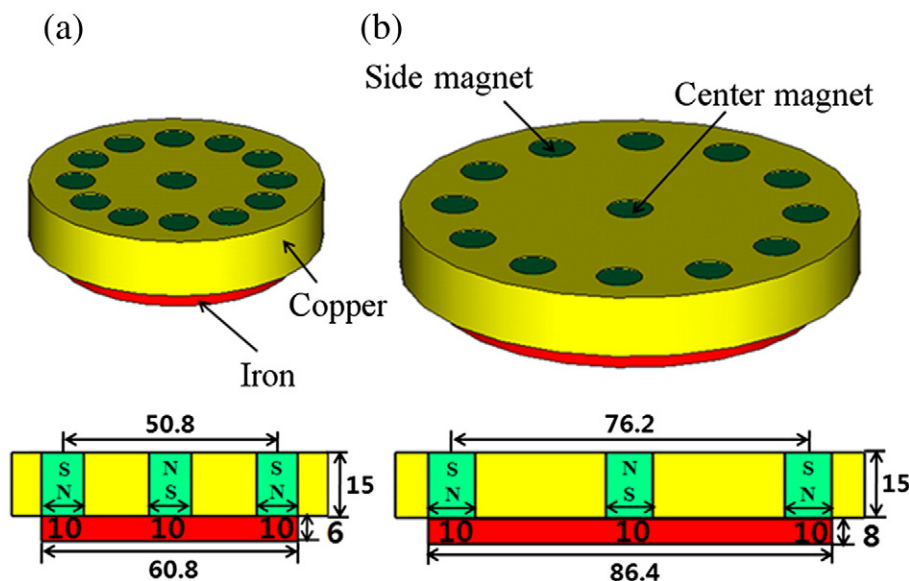 (a)
(b)
Side magnet
Center magnet
Copper
Iron
50.8
S N S
N S N
15
10 10 10
6
60.8
76.2
S N S
N S N
15
10 10 10
8
86.4